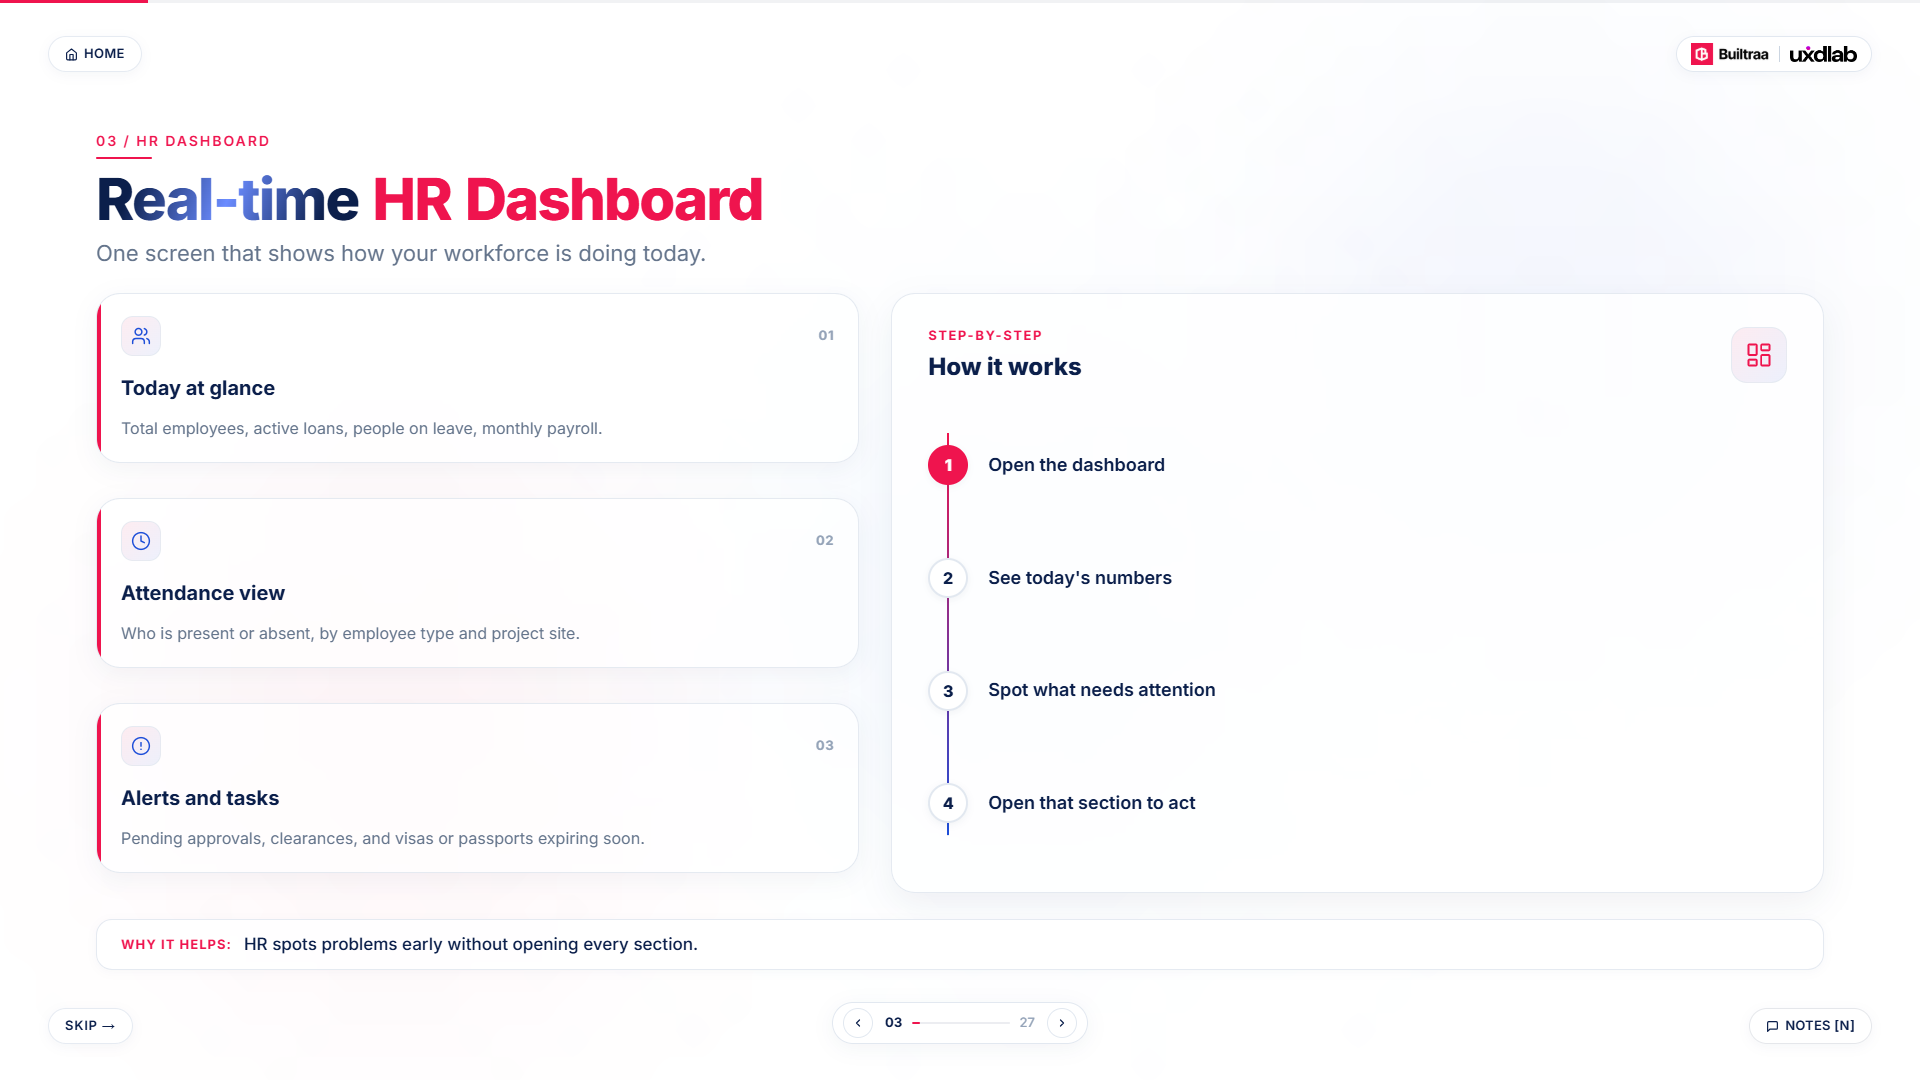 HOME
Builtraa
uxdlab
03 / HR DASHBOARD
Real-time HR Dashboard
One screen that shows how your workforce is doing today.
01
Today at glance
Total employees, active loans, people on leave, monthly payroll.
02
Attendance view
Who is present or absent, by employee type and project site.
03
Alerts and tasks
Pending approvals, clearances, and visas or passports expiring soon.
STEP-BY-STEP
How it works
1 Open the dashboard
2 See today's numbers
3 Spot what needs attention
4 Open that section to act
WHY IT HELPS: HR spots problems early without opening every section.
SKIP →
03 27
NOTES [N]